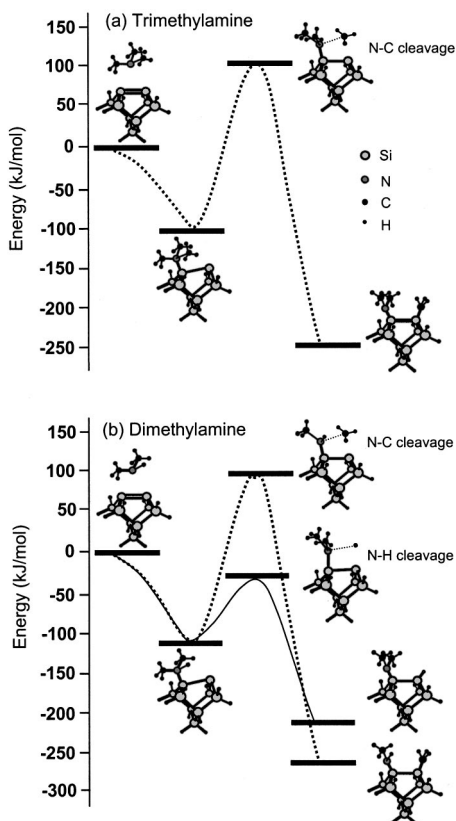 (a) Trimethylamine
N-C cleavage
150
100
50
0
-50
-100
-150
-200
-250
Energy (kJ/mol)
Si
N
C
H
(b) Dimethylamine
N-C cleavage
N-H cleavage
150
100
50
0
-50
-100
-150
-200
-250
-300
Energy (kJ/mol)